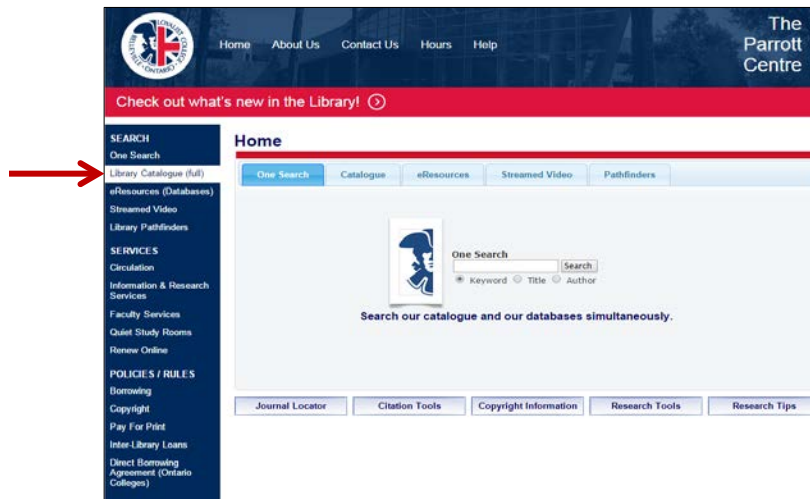 LOYALIST COLLEGE
BELLEVILLE • ONTARIO
Home About Us Contact Us Hours Help
The
Parrott
Centre
Check out what's new in the Library!
SEARCH
One Search
Library Catalogue (full)
eResources (Databases)
Streamed Video
Library Pathfinders
SERVICES
Circulation
Information & Research
Services
Faculty Services
Quiet Study Rooms
Renew Online
POLICIES / RULES
Borrowing
Copyright
Pay For Print
Inter-Library Loans
Direct Borrowing
Agreement (Ontario
Colleges)
Home
One Search Catalogue eResources Streamed Video Pathfinders
One Search
Search
Keyword Title Author
Search our catalogue and our databases simultaneously.
Journal Locator Citation Tools Copyright Information Research Tools Research Tips